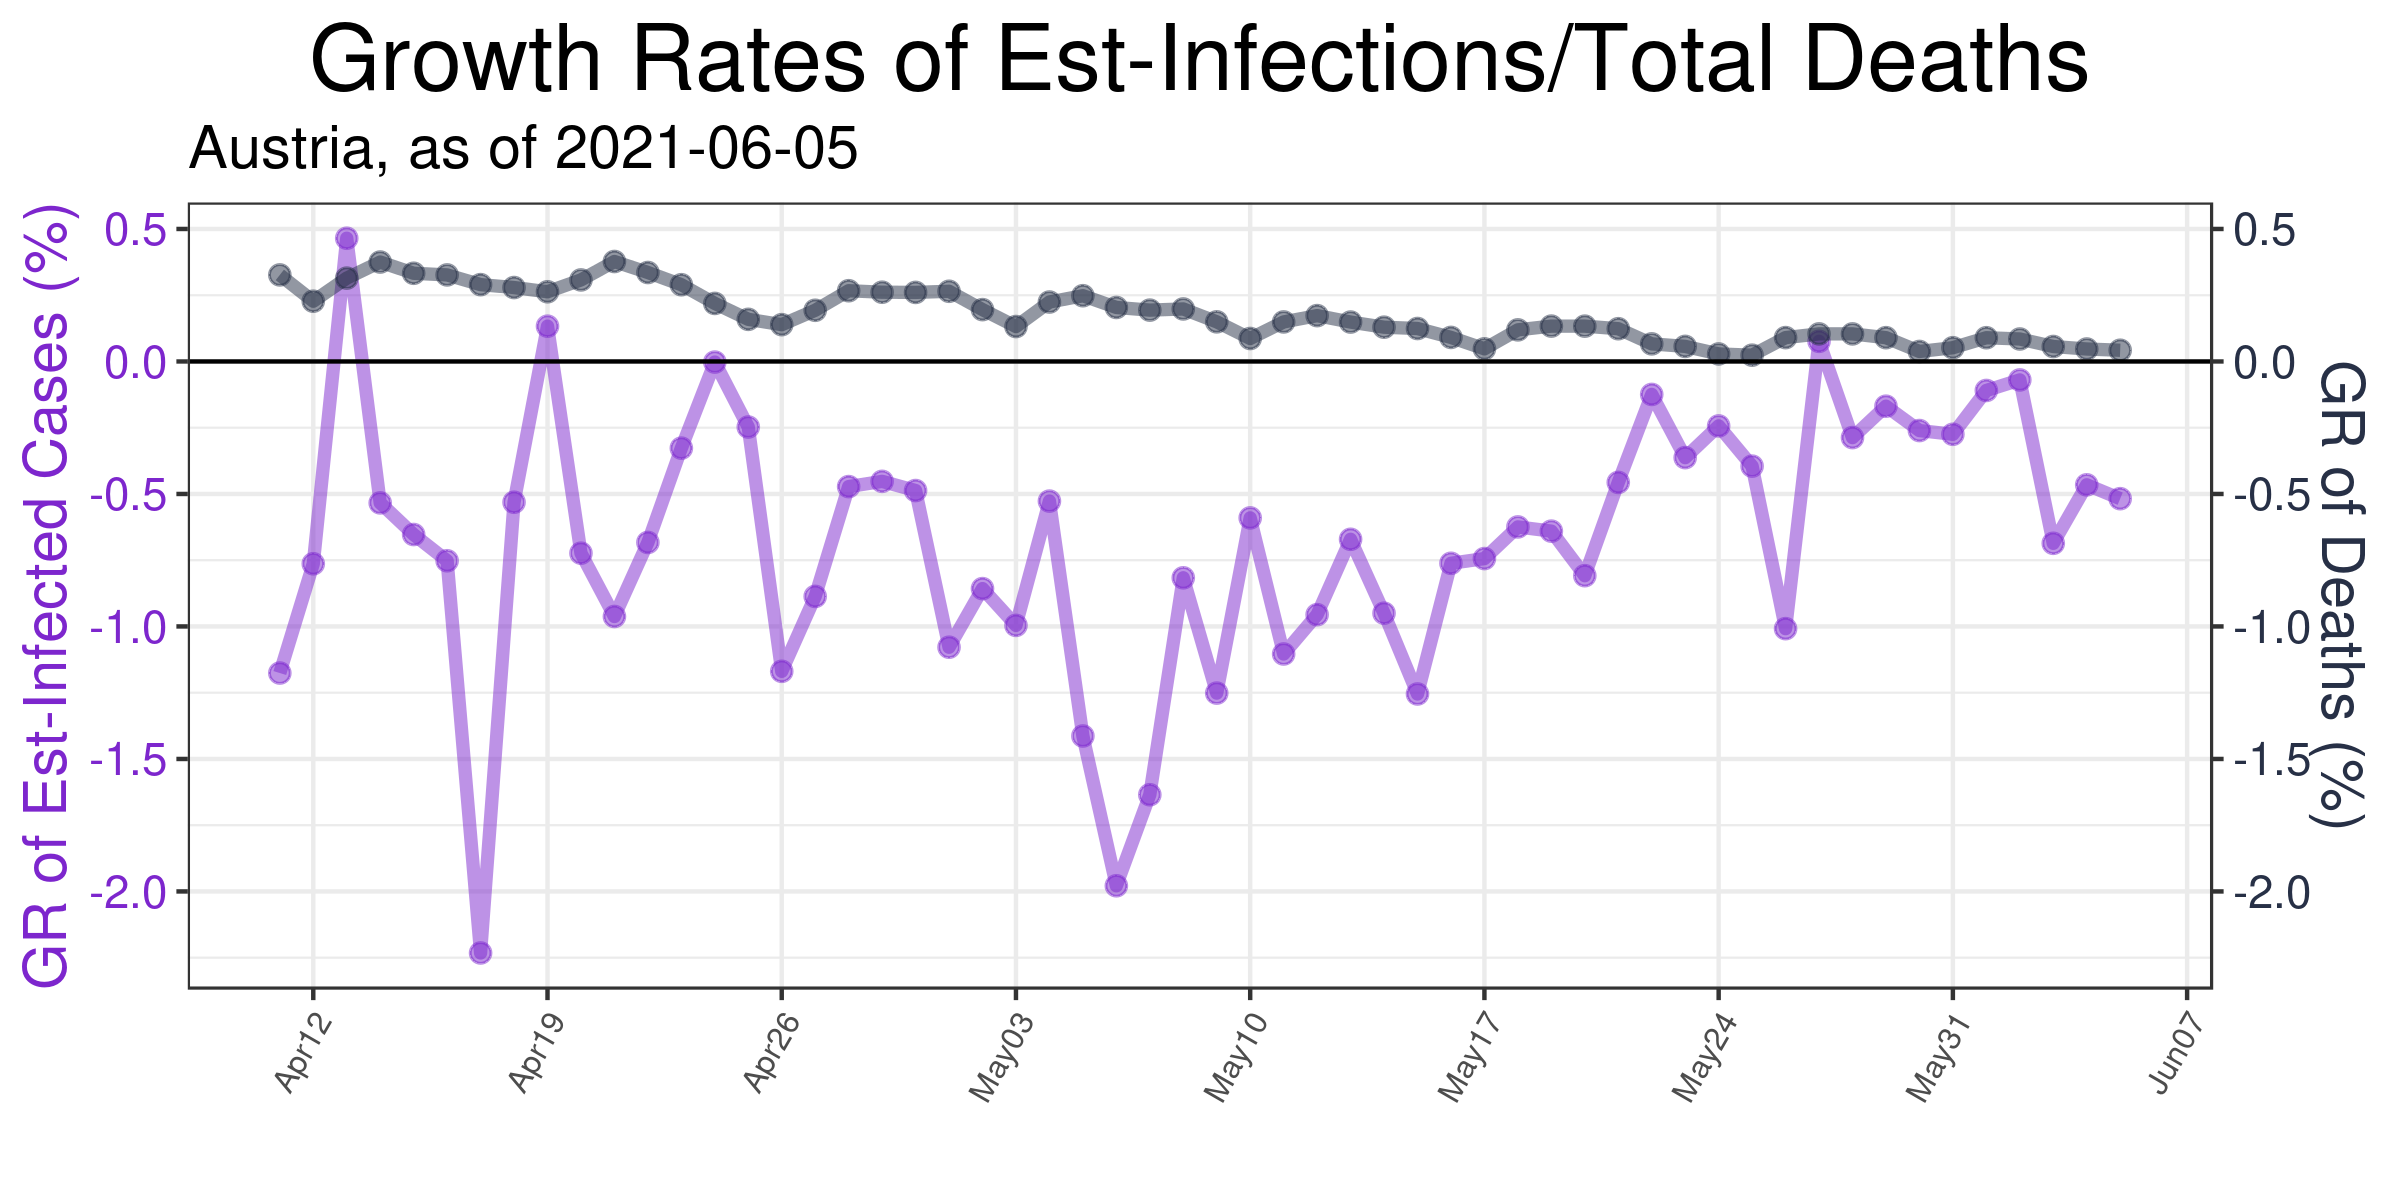 Growth Rates of Est-Infections/Total Deaths
Austria, as of 2021-06-05
GR of Est-Infected Cases (%)
0.5
0.0
-0.5
-1.0
-1.5
-2.0
0.5
0.0
-0.5
-1.0
-1.5
-2.0
GR of Deaths (%)
Apr12
Apr19
Apr26
May03
May10
May17
May24
May31
Jun07